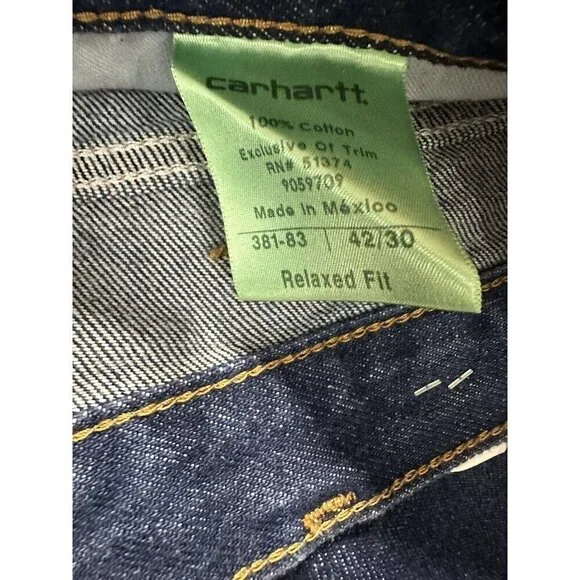 carhartt.
100% Cotton
Exclusive Of Trim
RN# 51374
9059709
Made In México
381-83 | 42/30
Relaxed Fit